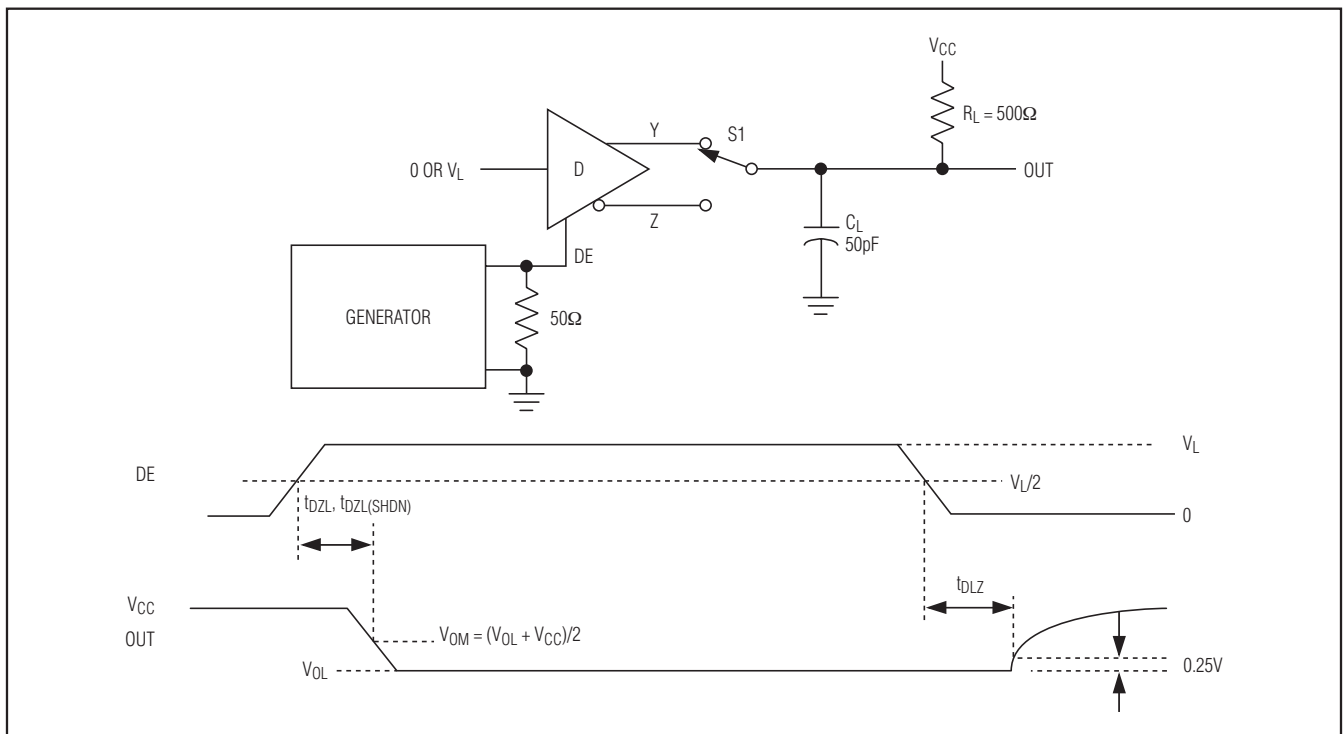 VCC
RL = 500Ω
Y
S1
0 OR VL
D
OUT
Z
CL
50pF
DE
GENERATOR
50Ω
VL
DE
VL/2
tDZL, tDZL(SHDN)
0
tDLZ
VCC
OUT
VOM = (VOL + VCC)/2
VOL
0.25V